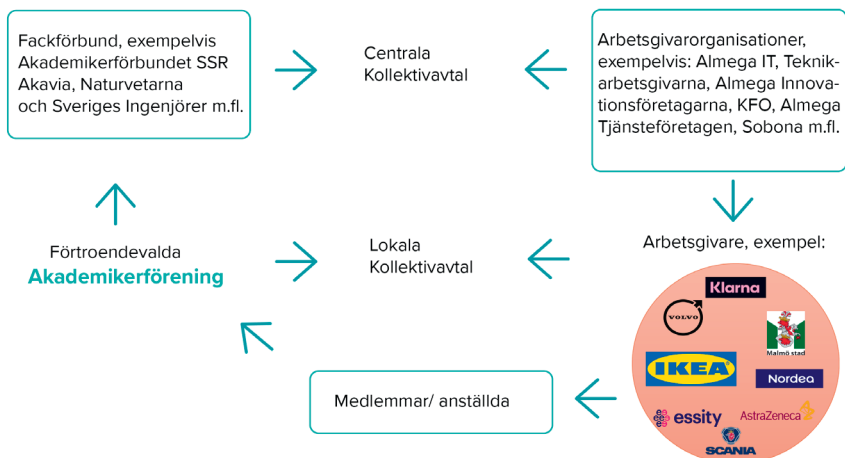 Fackförbund, exempelvis
Akademikerförbundet SSR
Akavia, Naturvetarna
och Sveriges Ingenjörer m.fl.
Centrala
Kollektivavtal
Arbetsgivarorganisationer,
exempelvis: Almega IT, Teknik-
arbetsgivarna, Almega Innova-
tionsföretagarna, KFO, Almega
Tjänsteföretagen, Sobona m.fl.
Förtroendevalda
Akademikerförening
Lokala
Kollektivavtal
Arbetsgivare, exempel:
Klarna
VOLVO
Malmö stad
IKEA
Nordea
essity
AstraZeneca
SCANIA
Medlemmar/ anställda